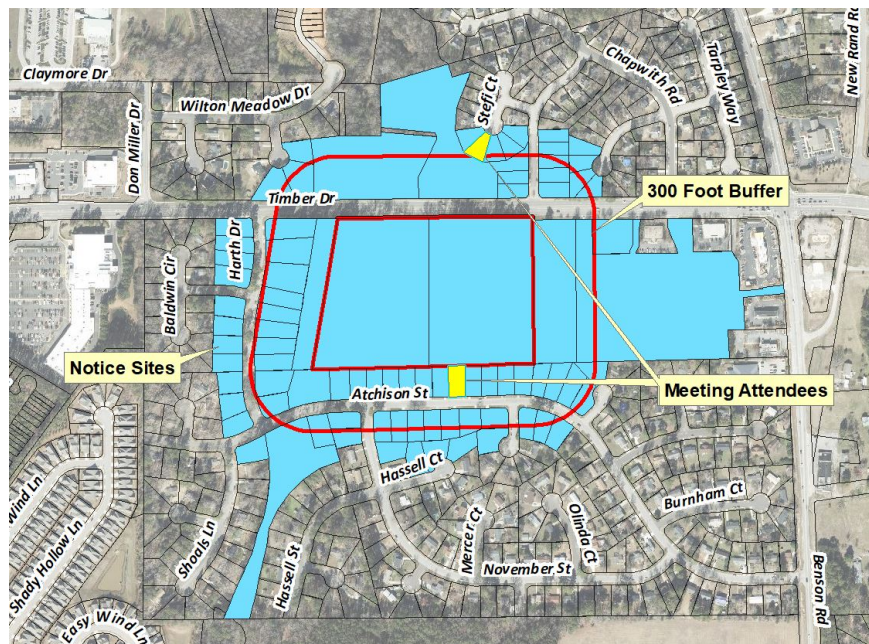 Claymore Dr
Don Miller Dr
Wilton Meadow Dr
Stefi Ct
Chapwith Rd
Tarpley Way
New Rand Rd
Timber Dr
300 Foot Buffer
Harth Dr
Baldwin Cir
Notice Sites
Atchison St
Meeting Attendees
Hassell Ct
Wind Ln
Shady Hollow Ln
Shoals Ln
Hassell St
Mercer Ct
Olinda Ct
Burnham Ct
November St
Benson Rd
Easy Wind Ln